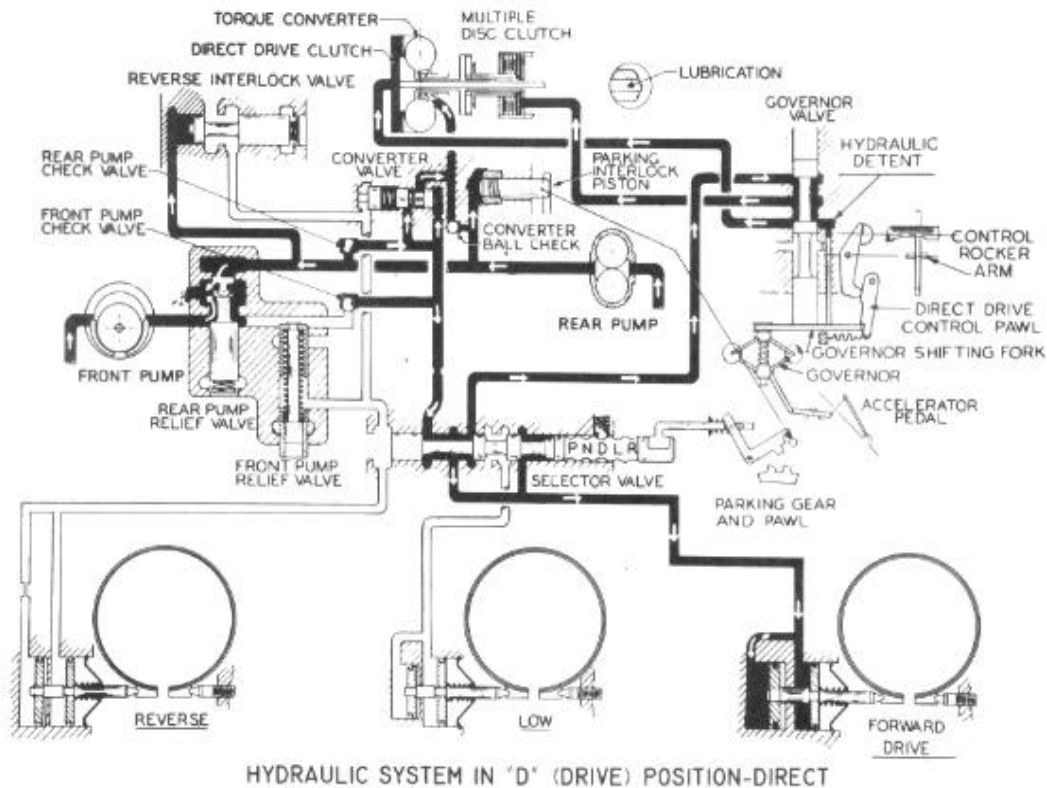 TORQUE CONVERTER
MULTIPLE
DISC CLUTCH
DIRECT DRIVE CLUTCH
REVERSE INTERLOCK VALVE
LUBRICATION
GOVERNOR
VALVE
HYDRAULIC
DETENT
REAR PUMP
CHECK VALVE
CONVERTER
VALVE
PARKING
INTERLOCK
PISTON
FRONT PUMP
CHECK VALVE
CONVERTER
BALL CHECK
CONTROL
ROCKER
ARM
REAR PUMP
DIRECT DRIVE
CONTROL PAWL
FRONT PUMP
GOVERNOR SHIFTING FORK
GOVERNOR
REAR PUMP
RELIEF VALVE
ACCELERATOR
PEDAL
FRONT PUMP
RELIEF VALVE
P N D L R
SELECTOR VALVE
PARKING GEAR
AND PAWL
REVERSE
LOW
FORWARD
DRIVE
HYDRAULIC SYSTEM IN 'D' (DRIVE) POSITION-DIRECT